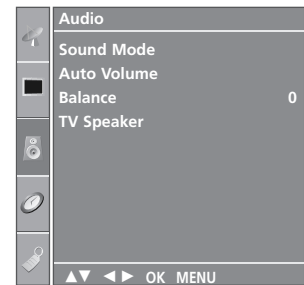 Audio
Sound Mode
Auto Volume
Balance 0
TV Speaker
▲▼ ◄► OK MENU